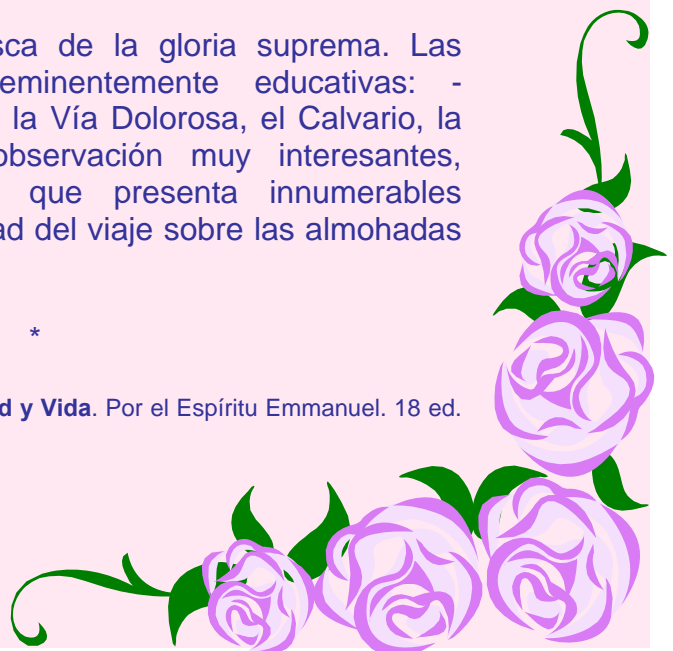 sca de la gloria suprema. Las
eminentemente educativas: -
la Vía Dolorosa, el Calvario, la
observación muy interesantes,
que presenta innumerables
ad del viaje sobre las almohadas
*
d y Vida. Por el Espíritu Emmanuel. 18 ed.